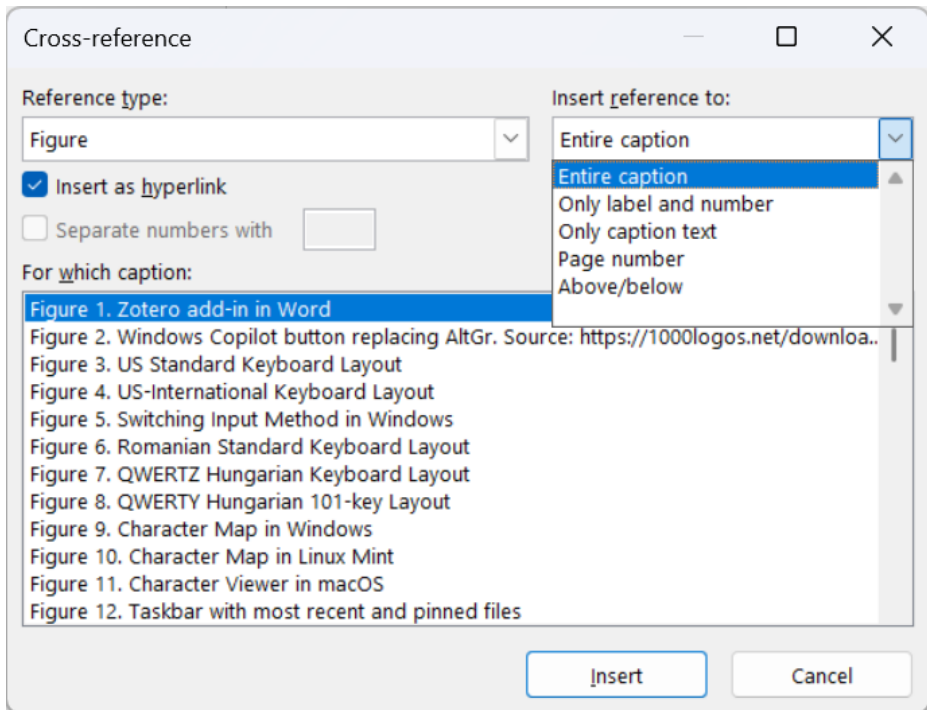 Cross-reference
Reference type:
Insert reference to:
Figure
Entire caption
Insert as hyperlink
Separate numbers with
Entire caption
Only label and number
Only caption text
Page number
Above/below
For which caption:
Figure 1. Zotero add-in in Word
Figure 2. Windows Copilot button replacing AltGr. Source: https://1000logos.net/downloa..
Figure 3. US Standard Keyboard Layout
Figure 4. US-International Keyboard Layout
Figure 5. Switching Input Method in Windows
Figure 6. Romanian Standard Keyboard Layout
Figure 7. QWERTZ Hungarian Keyboard Layout
Figure 8. QWERTY Hungarian 101-key Layout
Figure 9. Character Map in Windows
Figure 10. Character Map in Linux Mint
Figure 11. Character Viewer in macOS
Figure 12. Taskbar with most recent and pinned files
Insert
Cancel